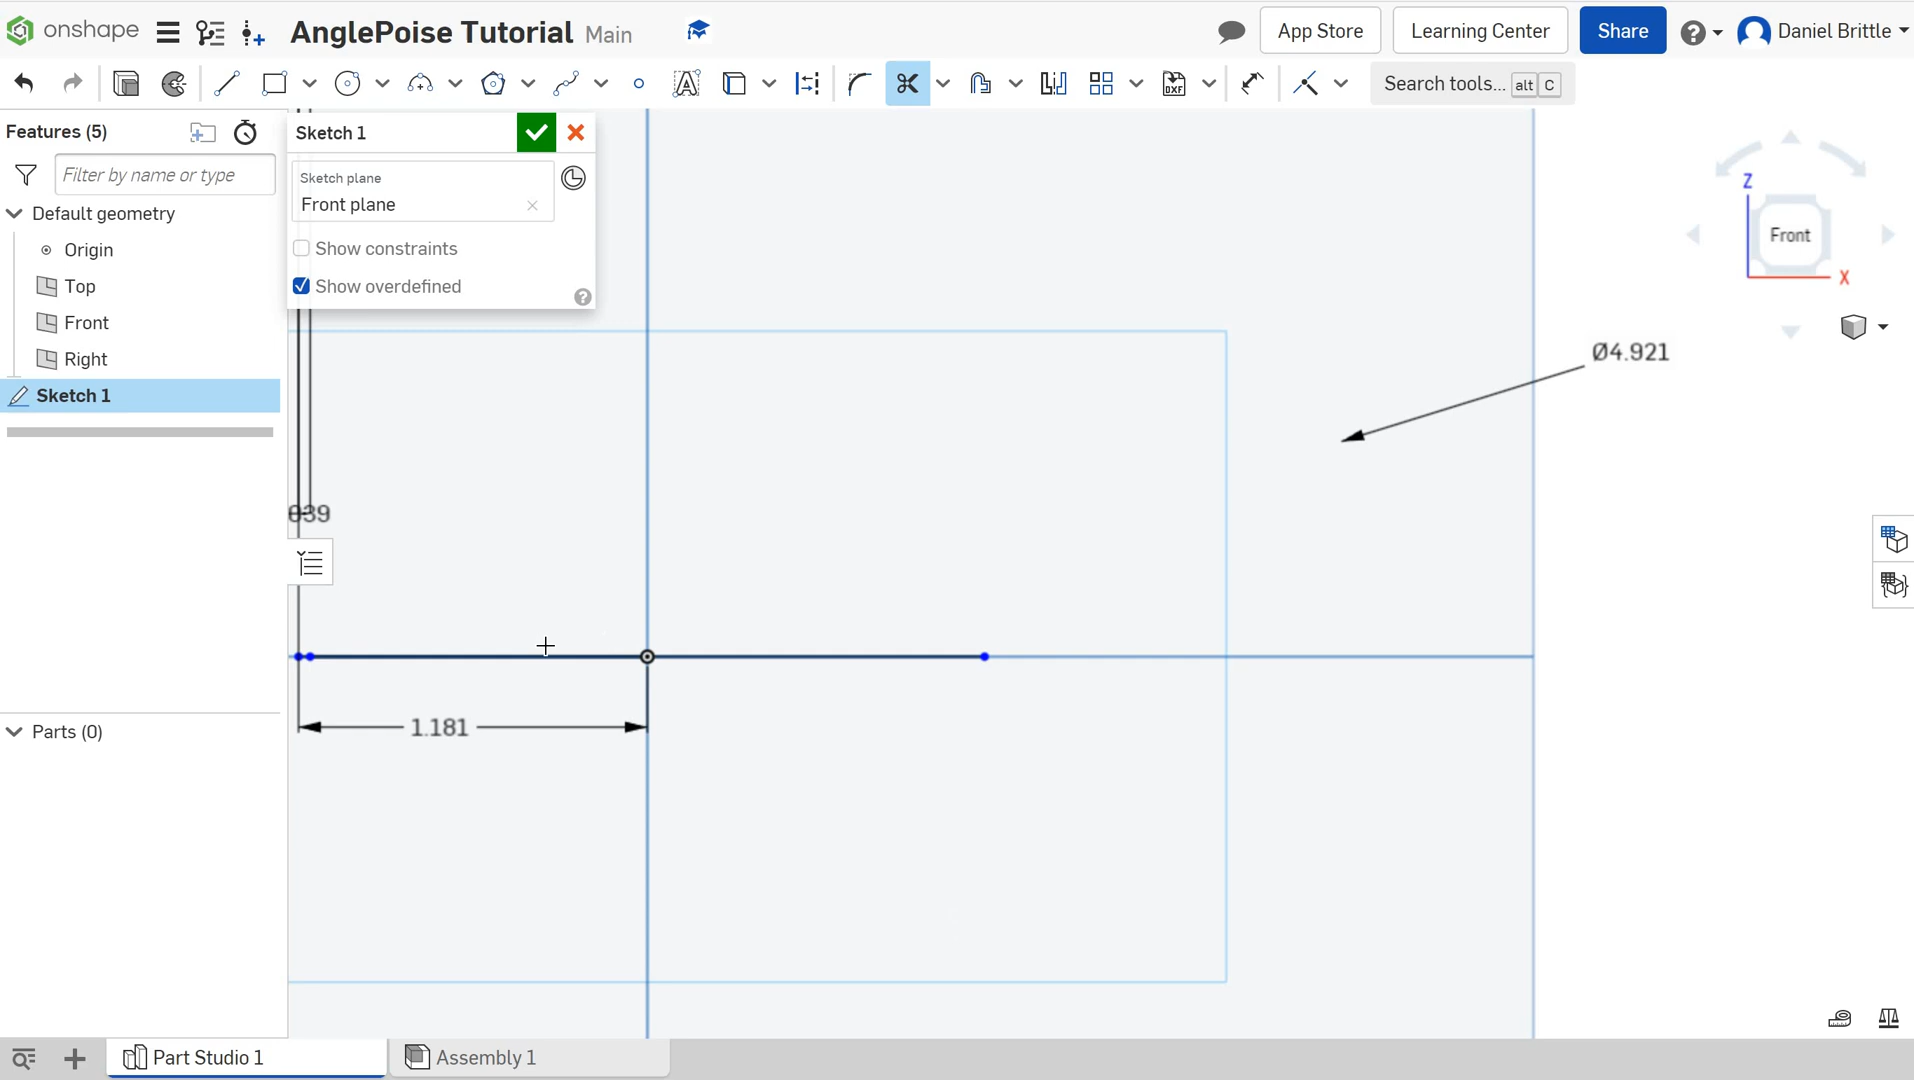 onshape AnglePoise Tutorial Main App Store Learning Center Share Daniel Brittle
Search tools... alt C
Features (5)
Filter by name or type
Default geometry
Origin
Top
Front
Right
Sketch 1
Parts (0)
Sketch 1
Sketch plane
Front plane
Show constraints
Show overdefined
Z
Front
X
Ø4.921
039
1.181
Part Studio 1
Assembly 1